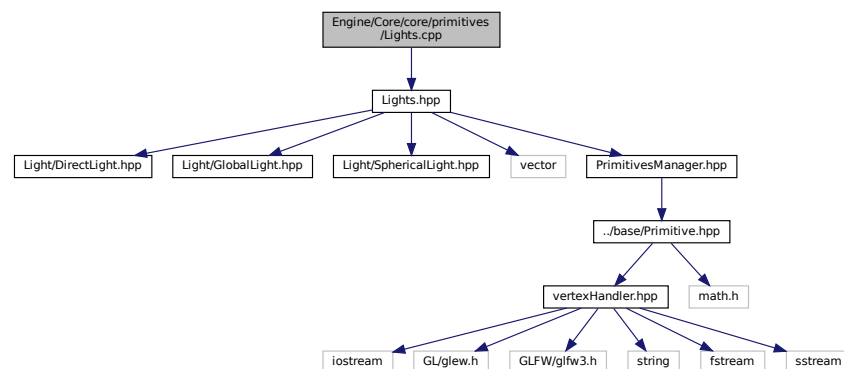 Engine/Core/core/primitives
/Lights.cpp
Lights.hpp
Light/DirectLight.hpp
Light/GlobalLight.hpp
Light/SphericalLight.hpp
vector
PrimitivesManager.hpp
../base/Primitive.hpp
vertexHandler.hpp
math.h
iostream
GL/glew.h
GLFW/glfw3.h
string
fstream
sstream